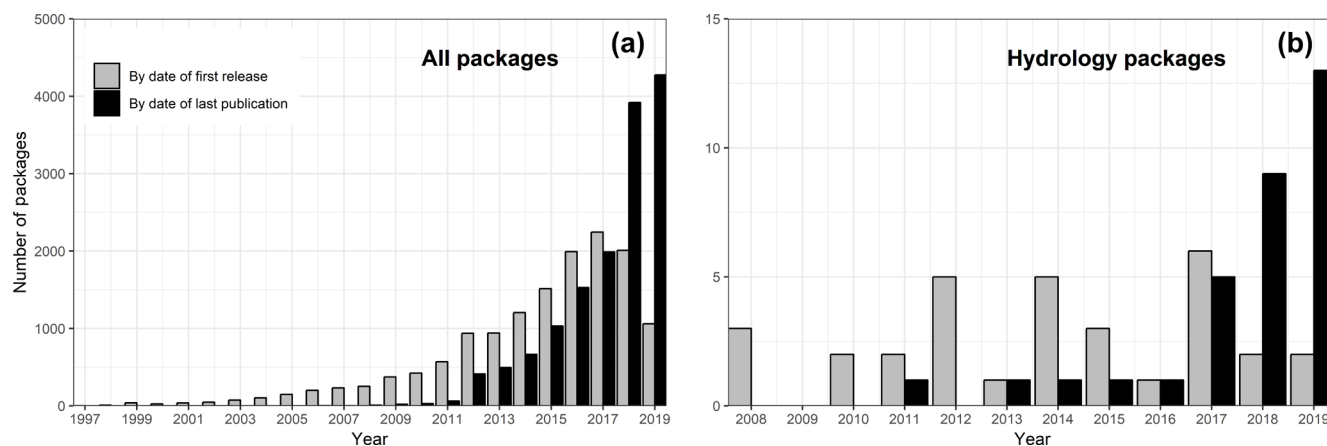 5000
4000
3000
2000
1000
0
Number of packages
(a)
All packages
By date of first release
By date of last publication
1997 1999 2001 2003 2005 2007 2009 2011 2013 2015 2017 2019
Year
15
10
5
0
(b)
Hydrology packages
2008 2009 2010 2011 2012 2013 2014 2015 2016 2017 2018 2019
Year